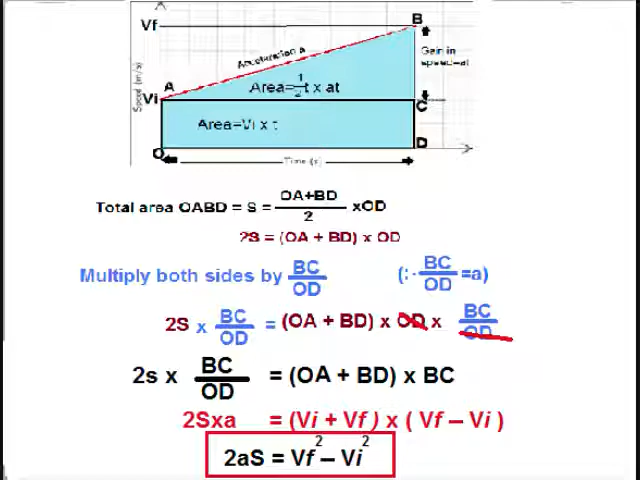 Vf
B
Acceleration a
Gain in
speed=at
Speed (m/s)
A
Area=1/2t x at
Vi
C
Area=Vi x t
O
D
Time (s)
Total area OABD = S = OA+BD/2 xOD
2S = (OA + BD) x OD
Multiply both sides by BC/OD (∵ BC/OD =a)
2S x BC/OD = (OA + BD) x OD x BC/OD
2s x BC/OD = (OA + BD) x BC
2Sxa = (Vi + Vf ) x ( Vf – Vi )
2aS = Vf² – Vi²